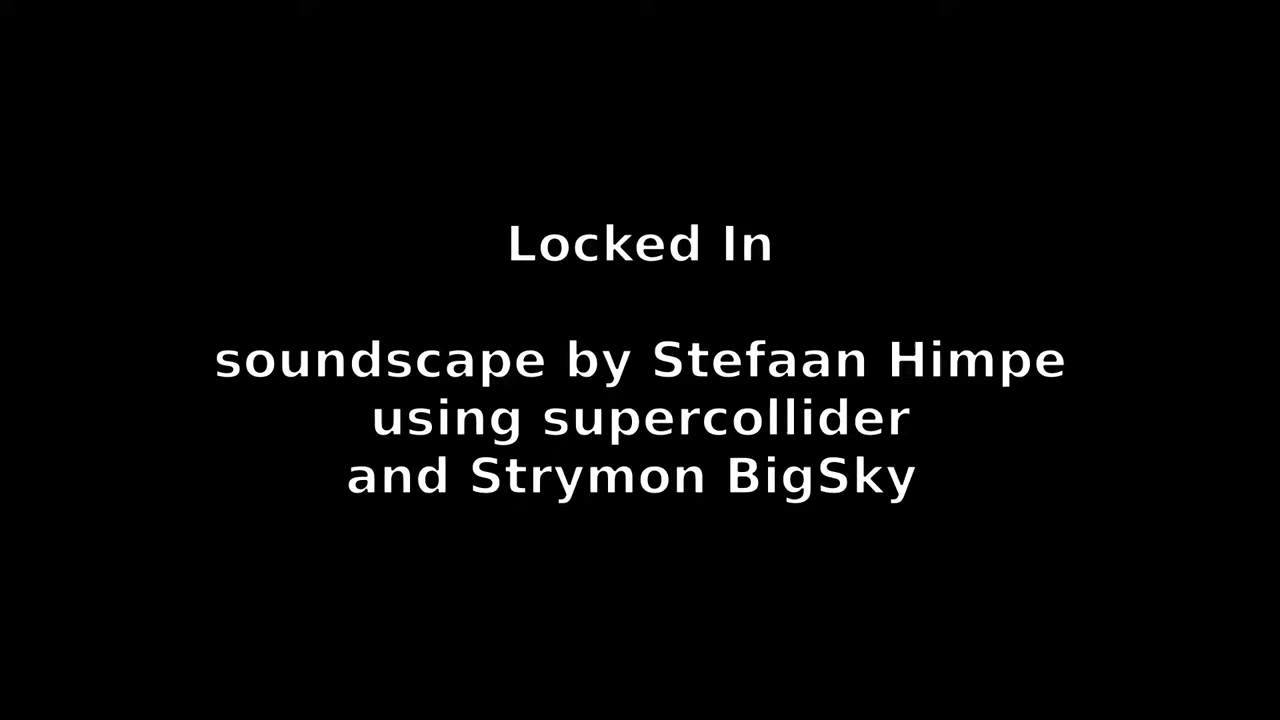 Locked In
soundscape by Stefaan Himpe
using supercollider
and Strymon BigSky